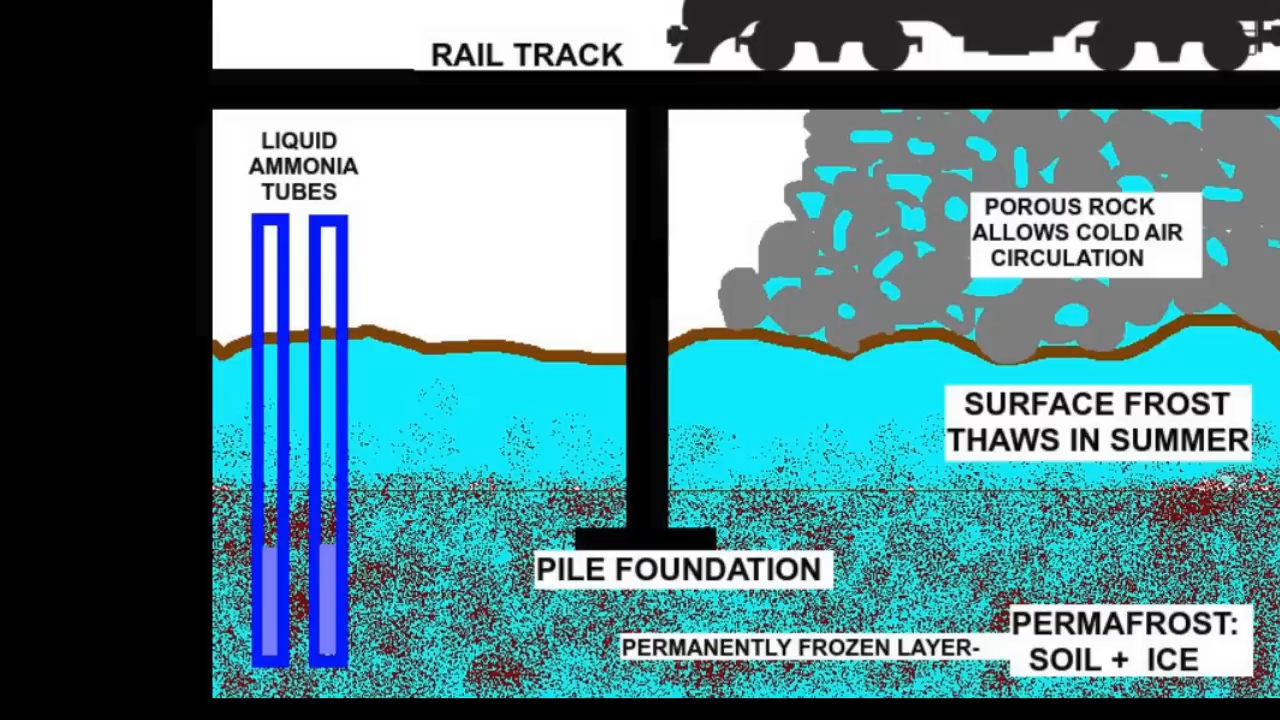 RAIL TRACK
LIQUID
AMMONIA
TUBES
POROUS ROCK
ALLOWS COLD AIR
CIRCULATION
SURFACE FROST
THAWS IN SUMMER
PILE FOUNDATION
PERMANENTLY FROZEN LAYER-
PERMAFROST:
SOIL + ICE